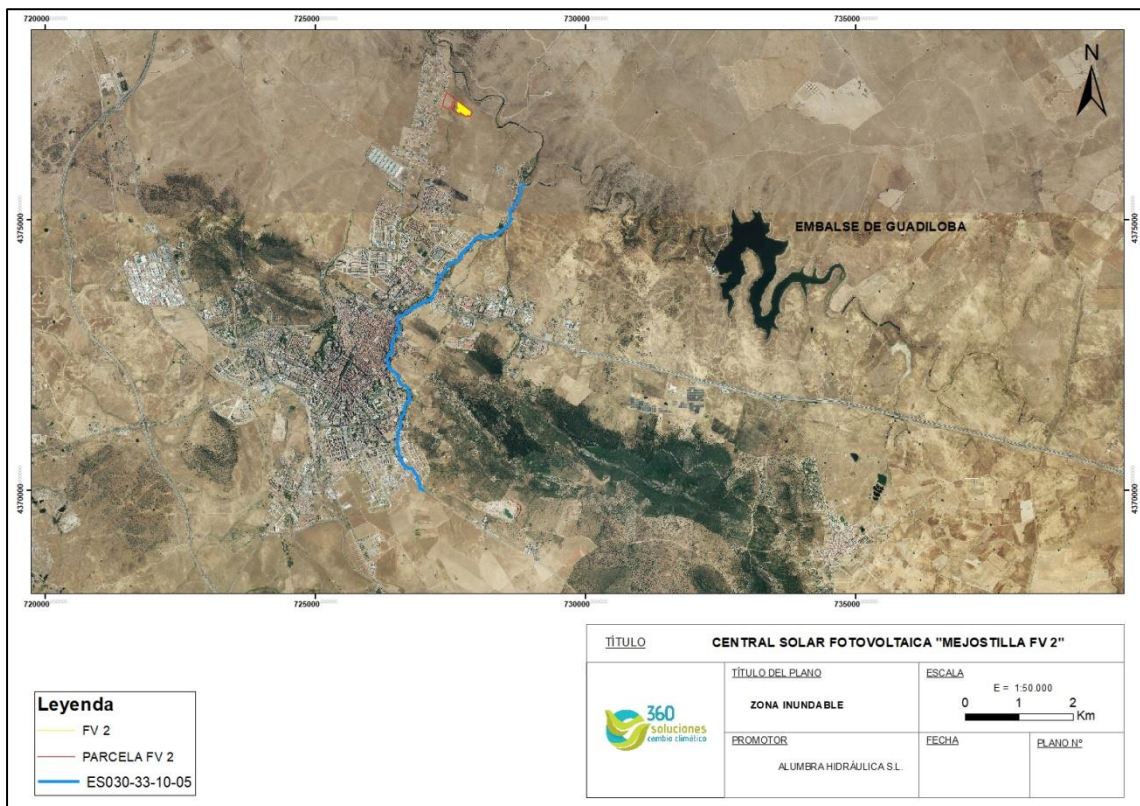 720000
725000
730000
735000
N
4375000
4375000
EMBALSE DE GUADILOBA
4370000
4370000
720000
725000
730000
735000
TÍTULO
CENTRAL SOLAR FOTOVOLTAICA "MEJOSTILLA FV 2"
TÍTULO DEL PLANO
ZONA INUNDABLE
ESCALA
E = 1:50.000
0 1 2
Km
360
soluciones
cambio climático
PROMOTOR
ALUMBRA HIDRÁULICA S.L.
FECHA
PLANO Nº
Leyenda
FV 2
PARCELA FV 2
ES030-33-10-05